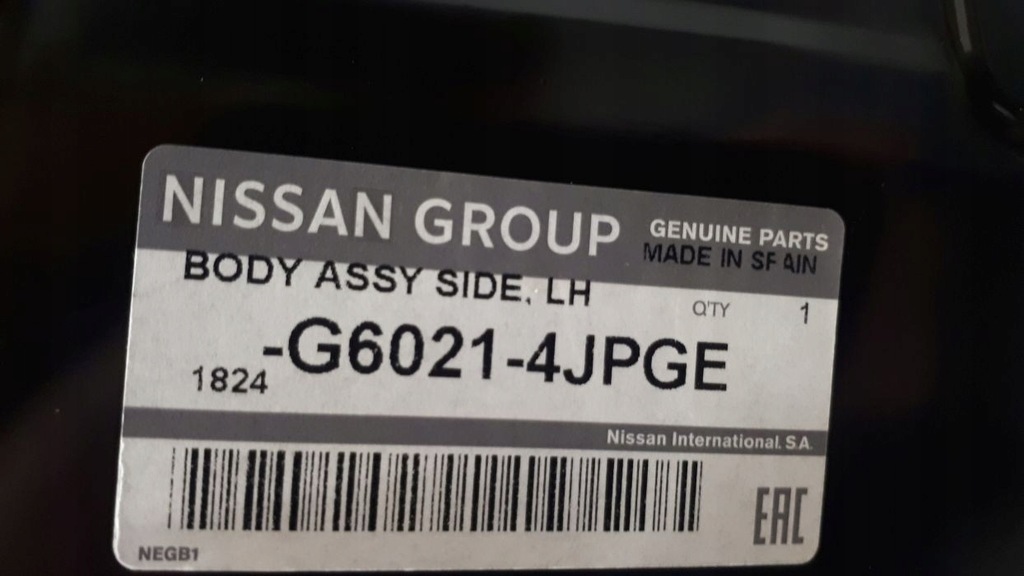 NISSAN GROUP GENUINE PARTS
MADE IN SPAIN
BODY ASSY SIDE, LH
Q'TY 1
1824 -G6021-4JPGE
Nissan International. S.A.
EAC
NEGB1